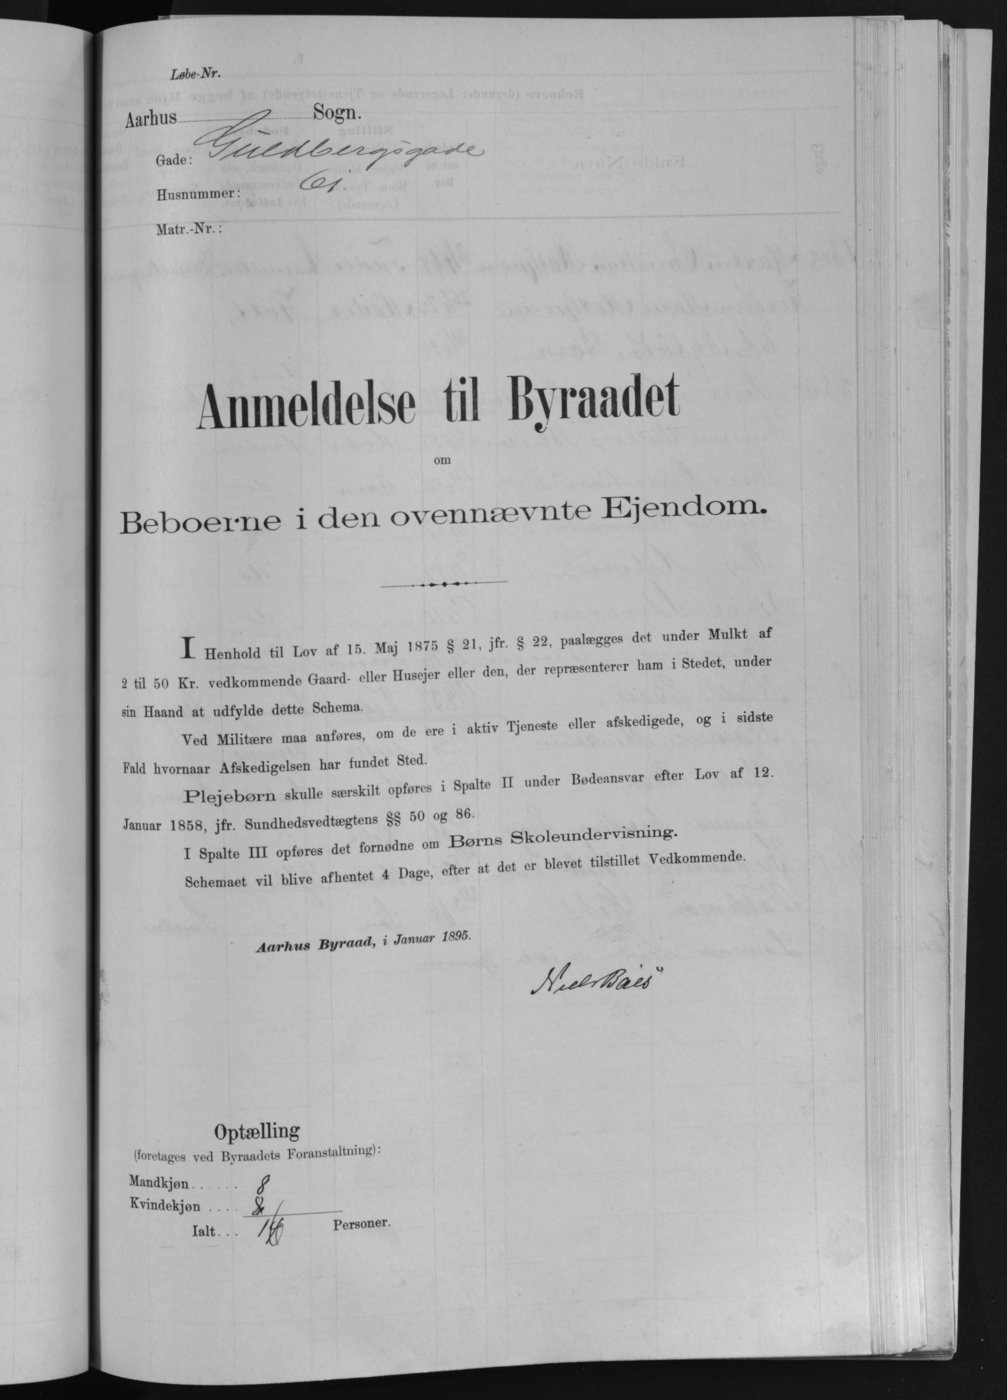 Løbe-Nr.
Aarhus Sogn.
Gade: Guldbergsgade
Husnummer: 61.
Matr.-Nr.:
Anmeldelse til Byraadet
om
Beboerne i den ovennævnte Ejendom.
I Henhold til Lov af 15. Maj 1875 § 21, jfr. § 22, paalægges det under Mulkt af
2 til 50 Kr. vedkommende Gaard- eller Husejer eller den, der repræsenterer ham i Stedet, under
sin Haand at udfylde dette Schema.
Ved Militære maa anføres, om de ere i aktiv Tjeneste eller afskedigede, og i sidste
Fald hvornaar Afskedigelsen har fundet Sted.
Plejebørn skulle særskilt opføres i Spalte II under Bødeansvar efter Lov af 12.
Januar 1858, jfr. Sundhedsvedtægtens §§ 50 og 86.
I Spalte III opføres det fornødne om Børns Skoleundervisning.
Schemaet vil blive afhentet 4 Dage, efter at det er blevet tilstillet Vedkommende.
Aarhus Byraad, i Januar 1895.
Niels
Optælling
(foretages ved Byraadets Foranstaltning):
Mandkjøn...... 8
Kvindekjøn ....
Ialt... Personer.